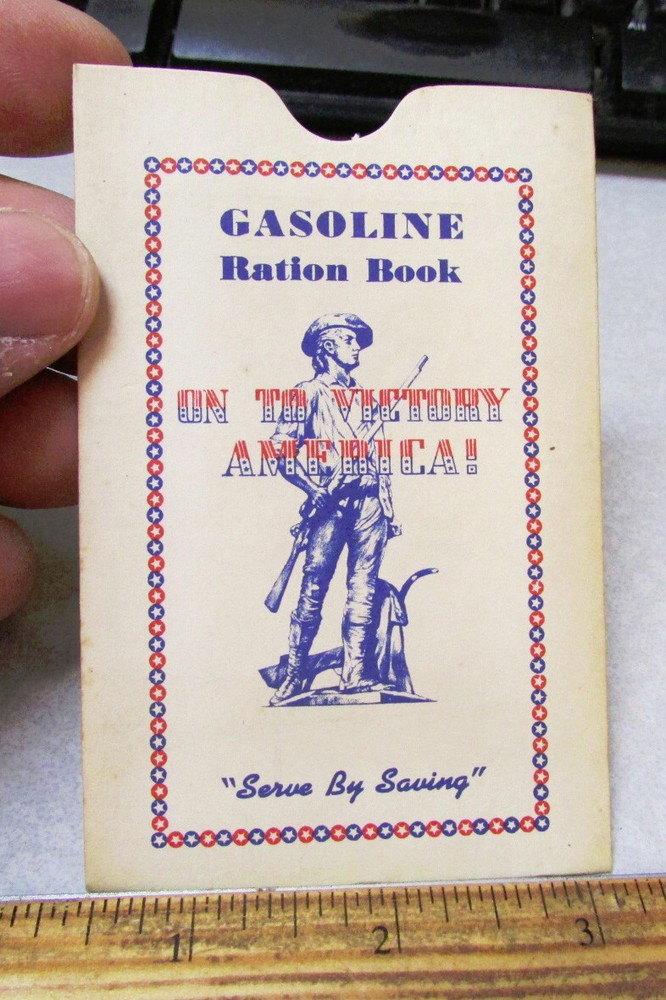 GASOLINE
Ration Book
ON TO VICTORY
AMERICA!
"Serve By Saving"
1 2 3